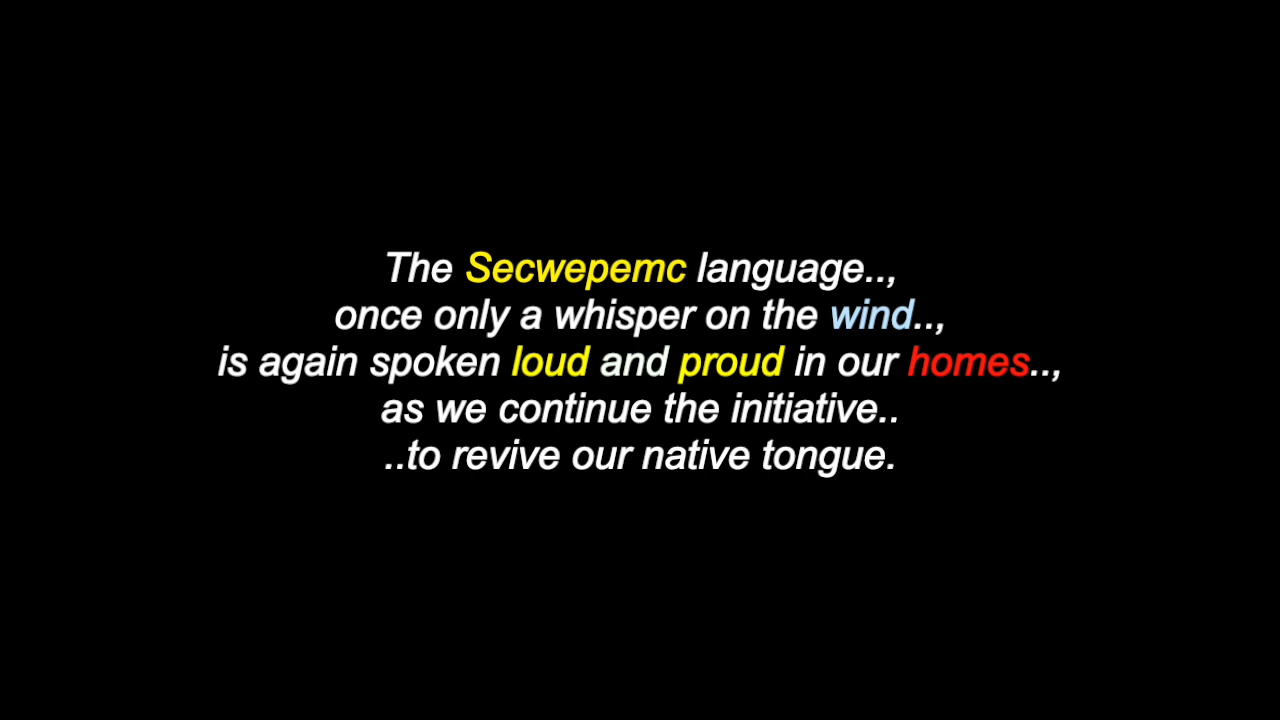 The Secwepemc language..,
once only a whisper on the wind..,
is again spoken loud and proud in our homes..,
as we continue the initiative..
..to revive our native tongue.